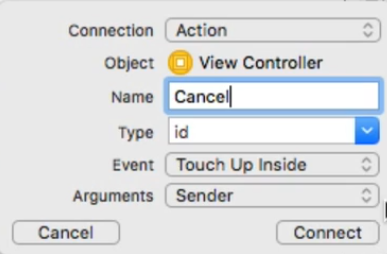 Connection Action
Object View Controller
Name Cancel
Type id
Event Touch Up Inside
Arguments Sender
Cancel Connect